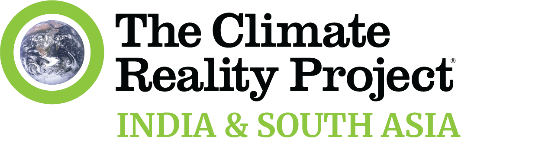 The Climate
Reality Project®
INDIA & SOUTH ASIA